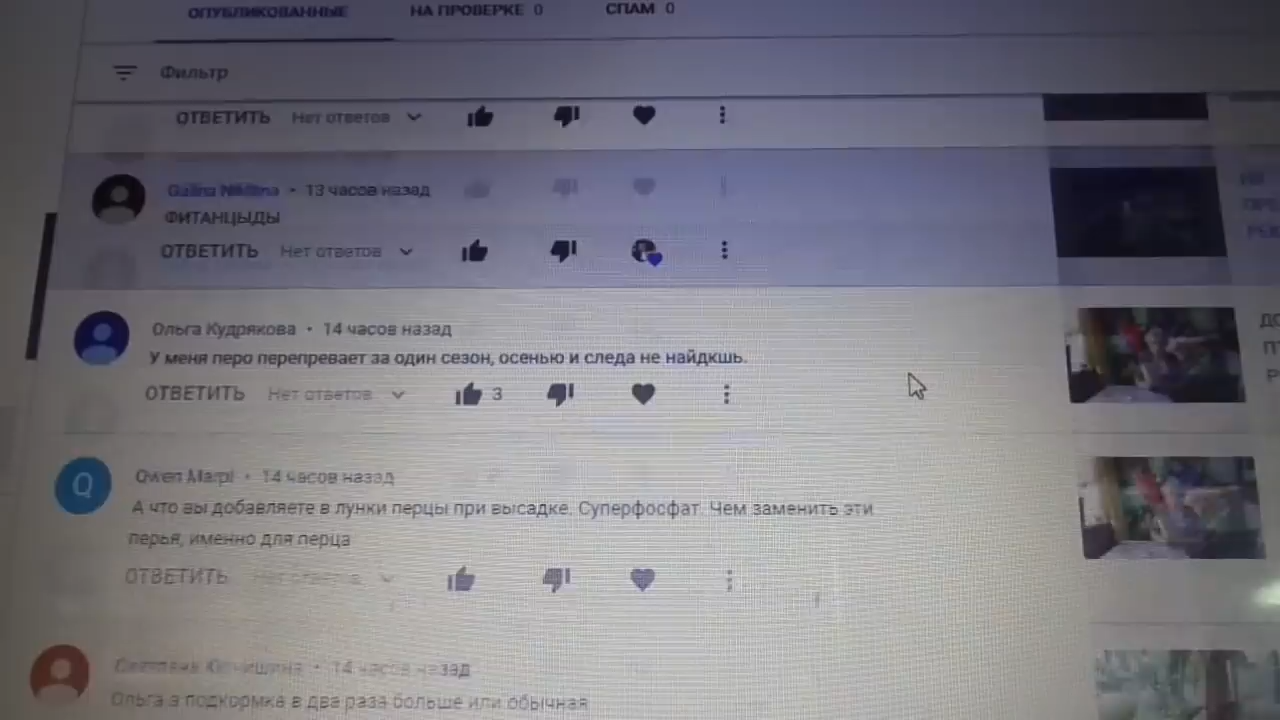 ОПУБЛИКОВАННЫЕ НА ПРОВЕРКЕ 0 СПАМ 0
Фильтр
ОТВЕТИТЬ Нет ответов
Galina Nikitina • 13 часов назад
ФИТАНЦЫДЫ
ОТВЕТИТЬ Нет ответов
Ольга Кудрякова • 14 часов назад
У меня перо перепревает за один сезон, осенью и следа не найдкшь.
ОТВЕТИТЬ Нет ответов 3
Q
Qwen Marpl • 14 часов назад
А что вы добавляете в лунки перцы при высадке. Суперфосфат. Чем заменить эти
перья, именно для перца
ОТВЕТИТЬ Нет ответов
• 14 часов назад
Ольга а подкормка в два раза больше или обычная